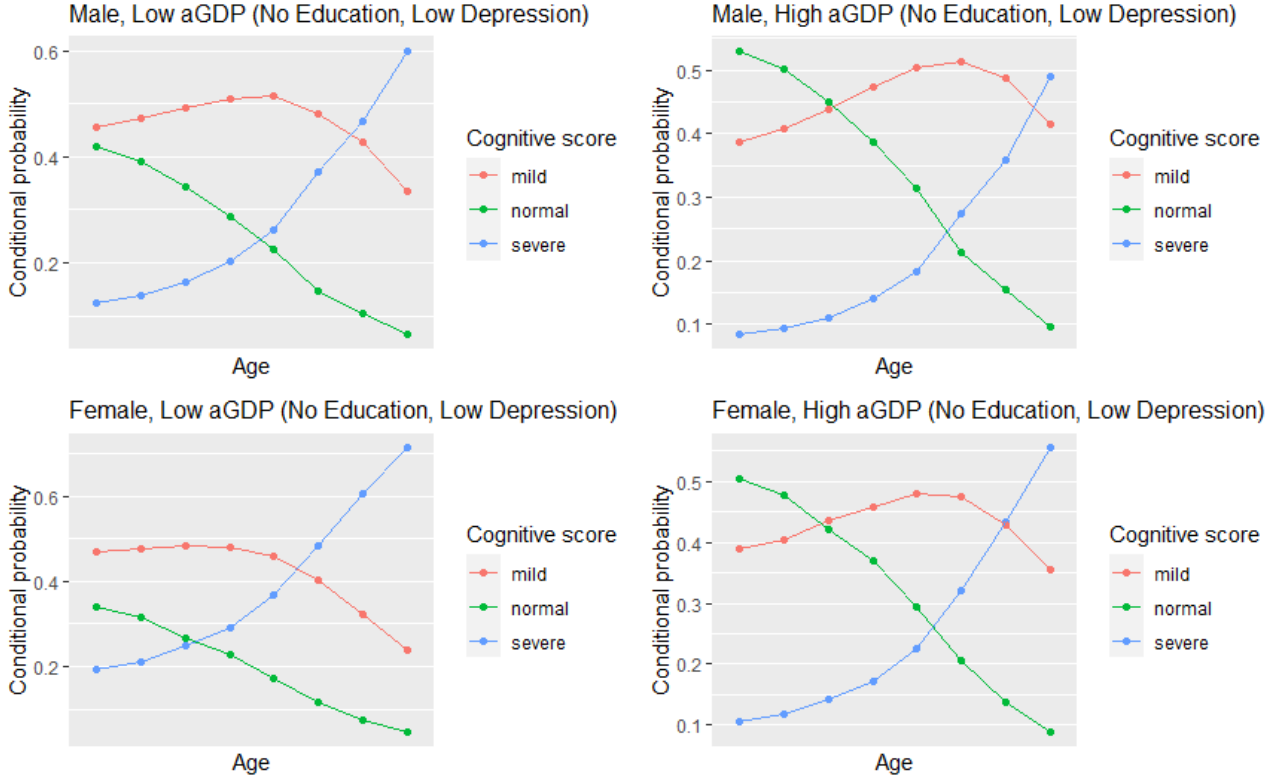 Male, Low aGDP (No Education, Low Depression)
Conditional probability
0.6
0.4
0.2
Age
Cognitive score
mild
normal
severe
Male, High aGDP (No Education, Low Depression)
Conditional probability
0.5
0.4
0.3
0.2
0.1
Age
Cognitive score
mild
normal
severe
Female, Low aGDP (No Education, Low Depression)
Conditional probability
0.6
0.4
0.2
Age
Cognitive score
mild
normal
severe
Female, High aGDP (No Education, Low Depression)
Conditional probability
0.5
0.4
0.3
0.2
0.1
Age
Cognitive score
mild
normal
severe